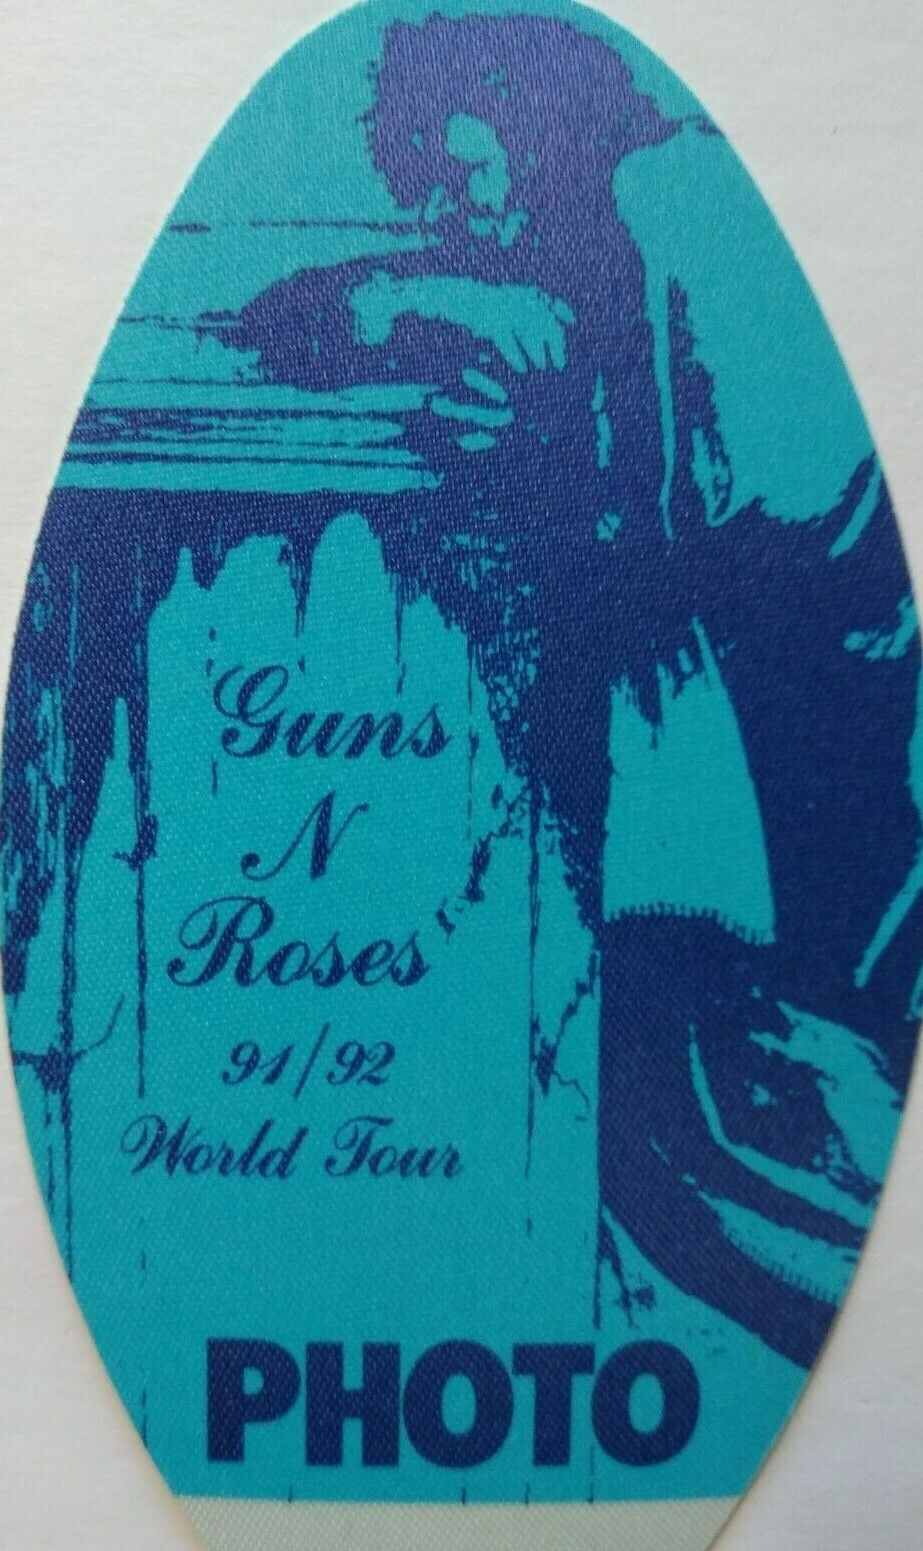 Guns
N
Roses
91/92
World Tour
PHOTO